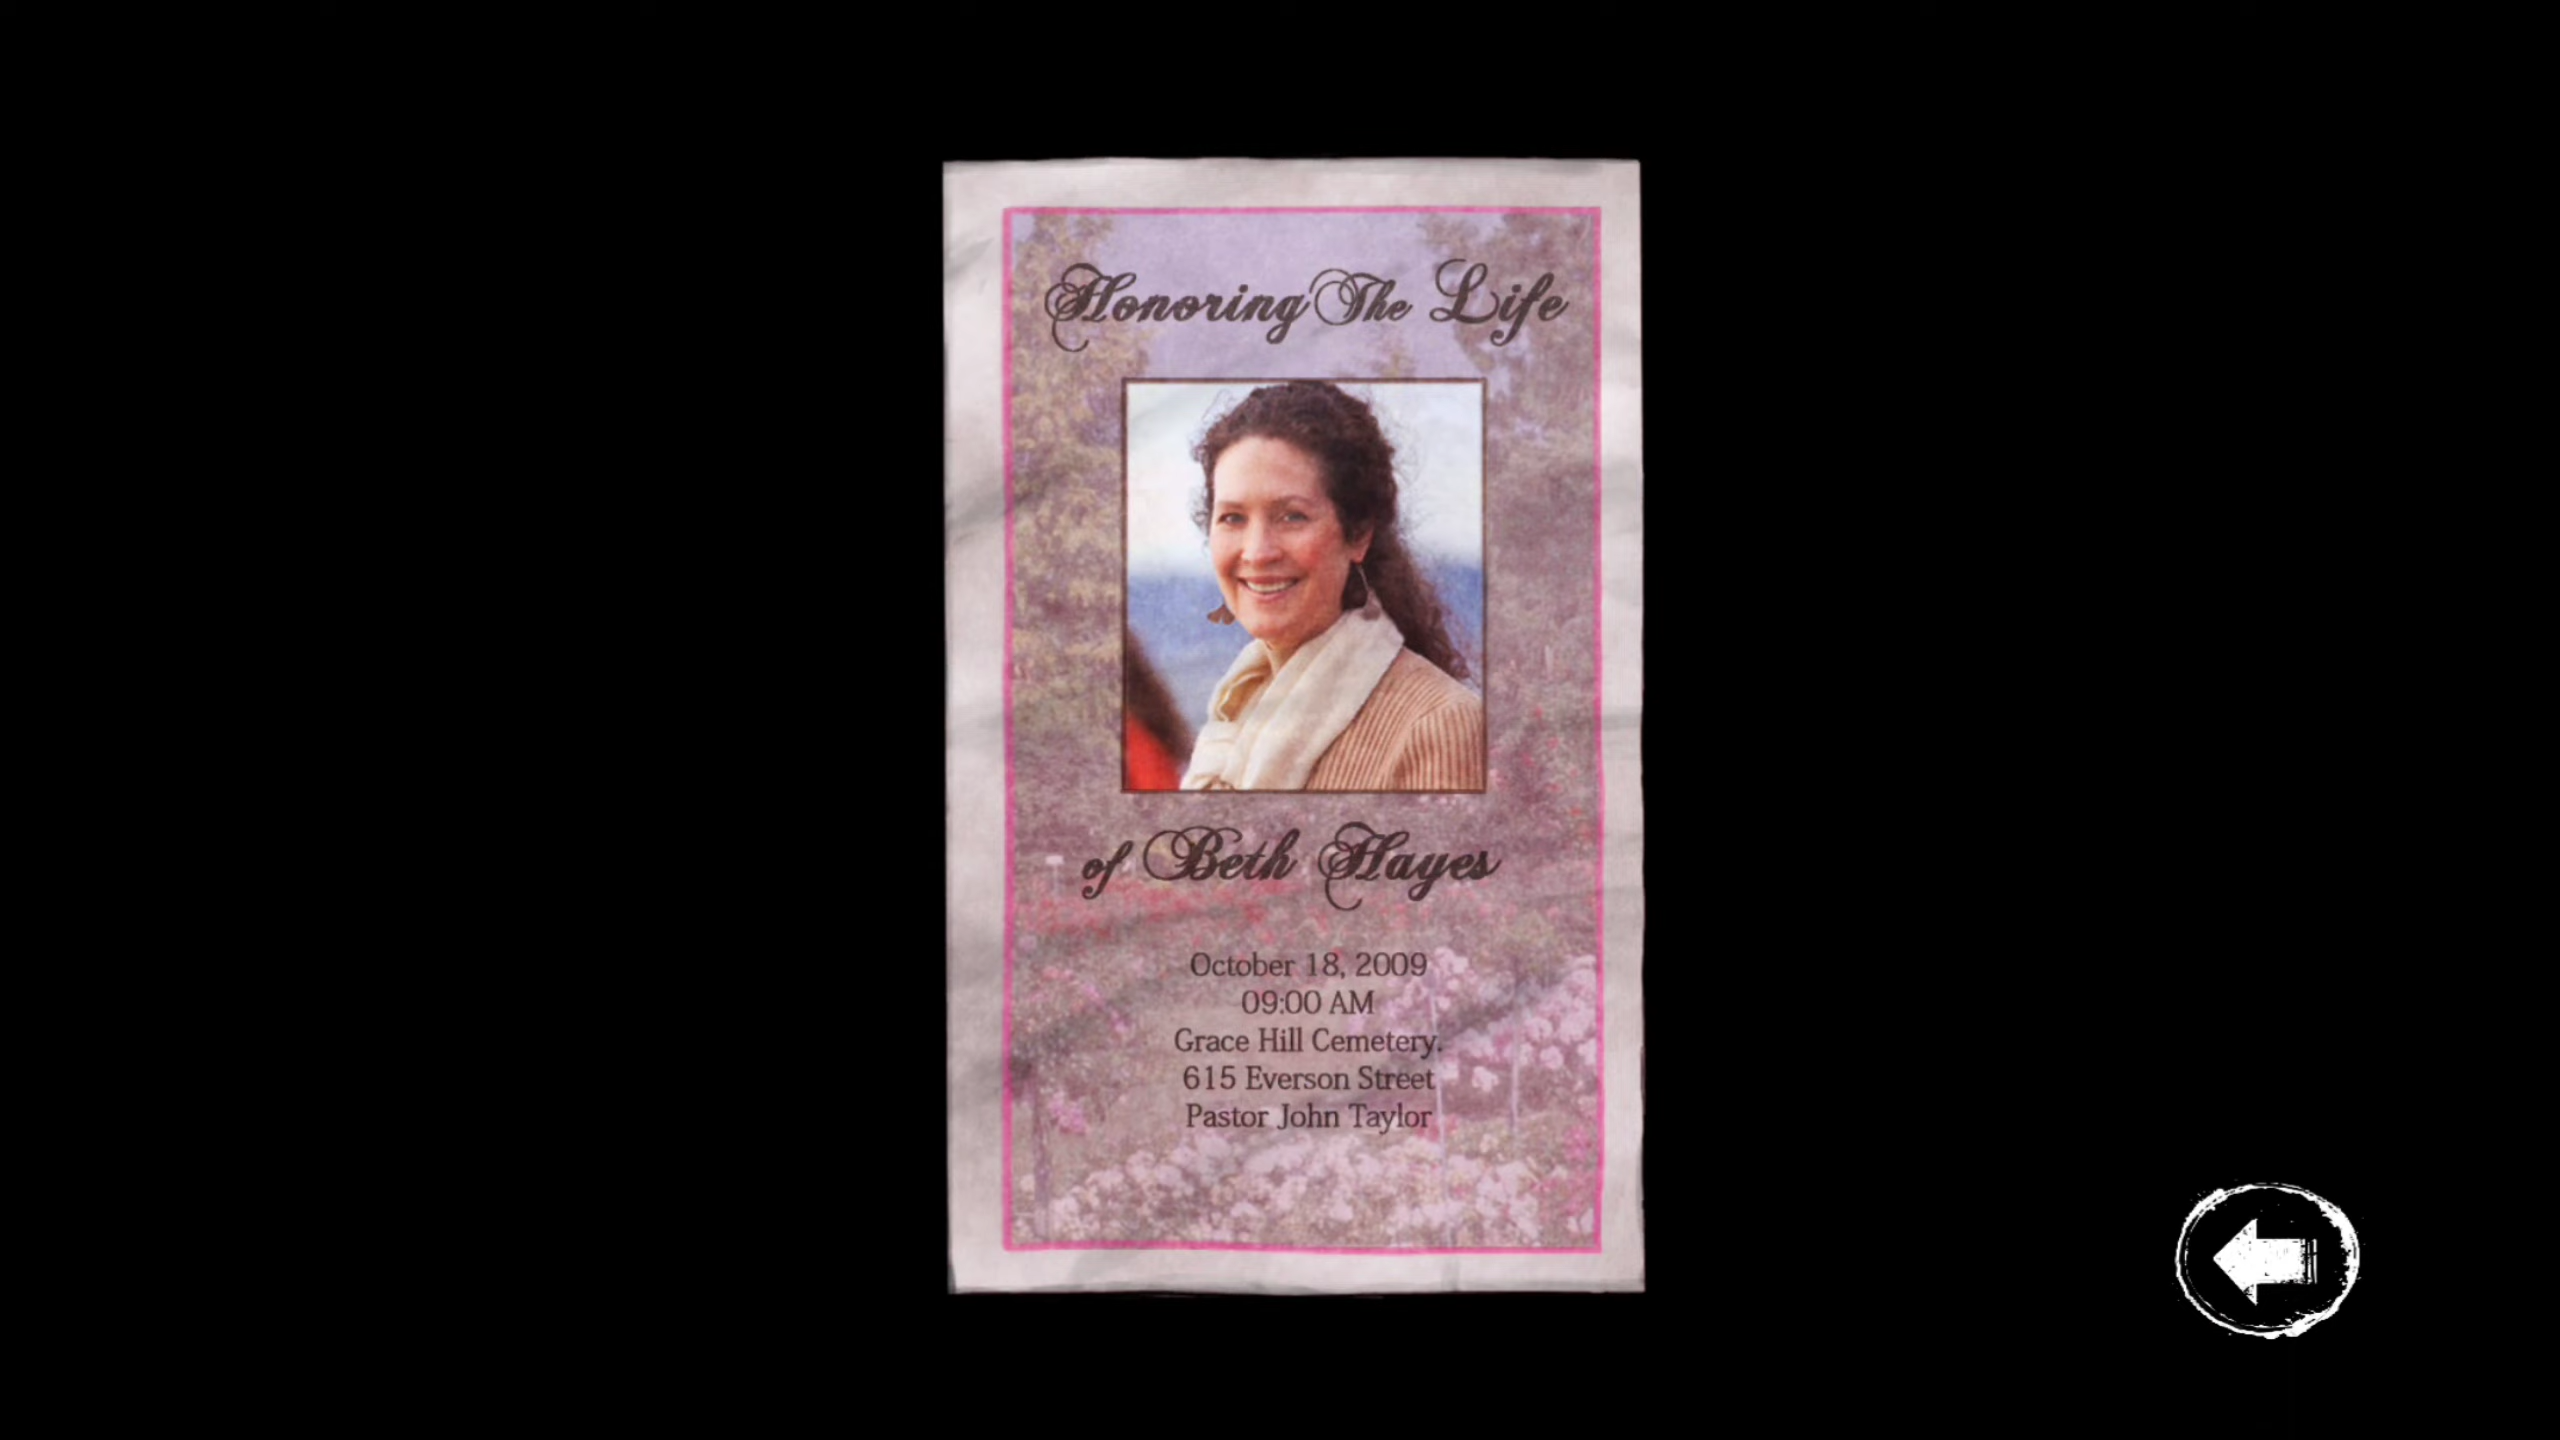 Honoring The Life
of Beth Hayes
October 18, 2009
09:00 AM
Grace Hill Cemetery.
615 Everson Street
Pastor John Taylor